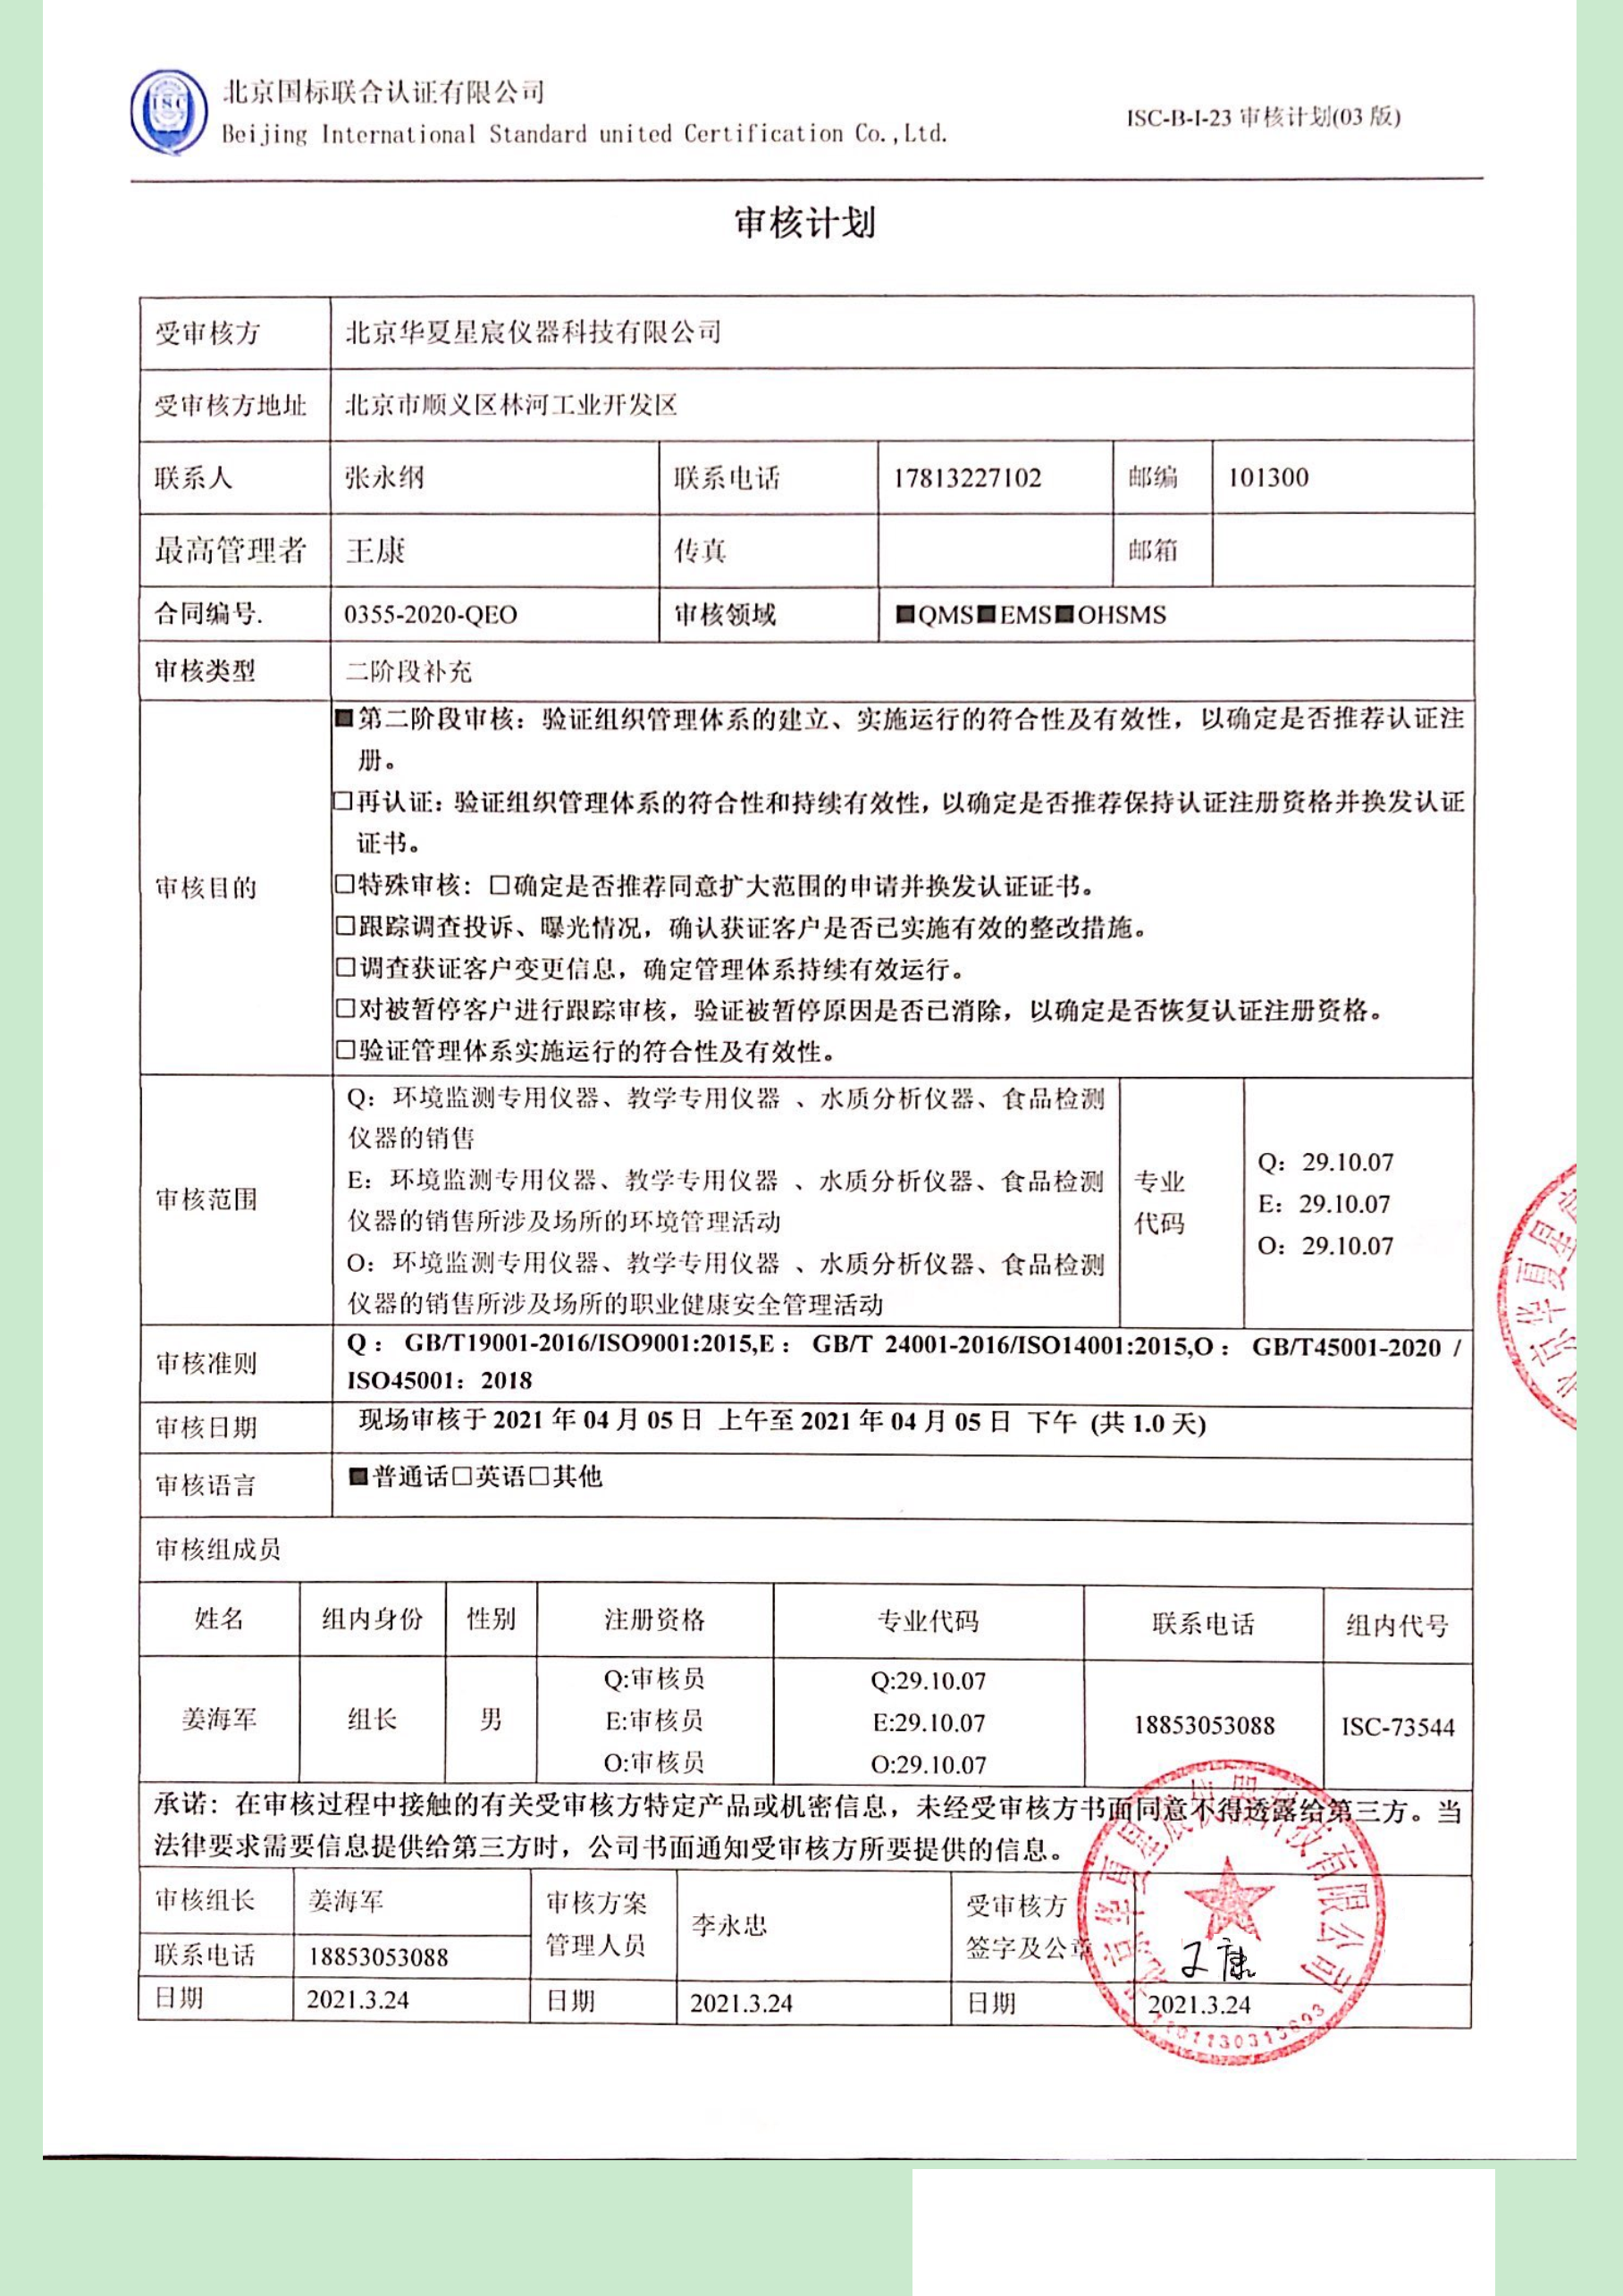 北京国标联合认证有限公司
Beijing International Standard united Certification Co.,Ltd.
ISC-B-I-23 审核计划(03 版)
审核计划
受审核方 北京华夏星宸仪器科技有限公司
受审核方地址 北京市顺义区林河工业开发区
联系人 张永纲 联系电话 17813227102 邮编 101300
最高管理者 王康 传真 邮箱
合同编号. 0355-2020-QEO 审核领域 ■QMS■EMS■OHSMS
审核类型 二阶段补充
审核目的
■第二阶段审核：验证组织管理体系的建立、实施运行的符合性及有效性，以确定是否推荐认证注
册。
□再认证：验证组织管理体系的符合性和持续有效性，以确定是否推荐保持认证注册资格并换发认证
证书。
□特殊审核：□确定是否推荐同意扩大范围的申请并换发认证证书。
□跟踪调查投诉、曝光情况，确认获证客户是否已实施有效的整改措施。
□调查获证客户变更信息，确定管理体系持续有效运行。
□对被暂停客户进行跟踪审核，验证被暂停原因是否已消除，以确定是否恢复认证注册资格。
□验证管理体系实施运行的符合性及有效性。
审核范围
Q：环境监测专用仪器、教学专用仪器 、水质分析仪器、食品检测
仪器的销售
E：环境监测专用仪器、教学专用仪器 、水质分析仪器、食品检测
仪器的销售所涉及场所的环境管理活动
O：环境监测专用仪器、教学专用仪器 、水质分析仪器、食品检测
仪器的销售所涉及场所的职业健康安全管理活动
专业
代码
Q：29.10.07
E：29.10.07
O：29.10.07
审核准则
Q： GB/T19001-2016/ISO9001:2015,E： GB/T 24001-2016/ISO14001:2015,O： GB/T45001-2020 /
ISO45001：2018
审核日期 现场审核于 2021 年 04 月 05 日 上午至 2021 年 04 月 05 日 下午 (共 1.0 天)
审核语言 ■普通话□英语□其他
审核组成员
姓名 组内身份 性别 注册资格 专业代码 联系电话 组内代号
姜海军 组长 男 Q:审核员 Q:29.10.07 18853053088 ISC-73544
E:审核员 E:29.10.07
O:审核员 O:29.10.07
承诺：在审核过程中接触的有关受审核方特定产品或机密信息，未经受审核方书面同意不得透露给第三方。当
法律要求需要信息提供给第三方时，公司书面通知受审核方所要提供的信息。
审核组长 姜海军 审核方案 李永忠 受审核方
联系电话 18853053088 管理人员 签字及公章 王康
日期 2021.3.24 日期 2021.3.24 日期 2021.3.24
北京华夏星宸仪器科技有限公司